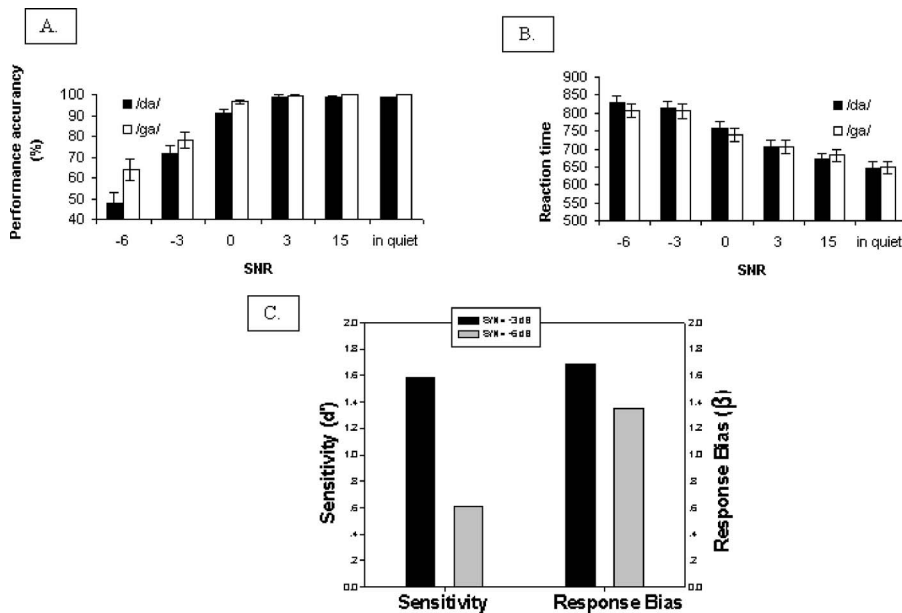 A.
Performance accurancy
(%)
100
90
80
70
60
50
40
/da/
/ga/
-6 -3 0 3 15 in quiet
SNR
B.
Reaction time
900
850
800
750
700
650
600
550
500
/da/
/ga/
-6 -3 0 3 15 in quiet
SNR
C.
S/N= -3dB
S/N= -6dB
Sensitivity (d')
2.0
1.8
1.6
1.4
1.2
1.0
.8
.6
.4
.2
0.0
Response Bias (β)
2.0
1.8
1.6
1.4
1.2
1.0
.8
.6
.4
.2
0.0
Sensitivity Response Bias